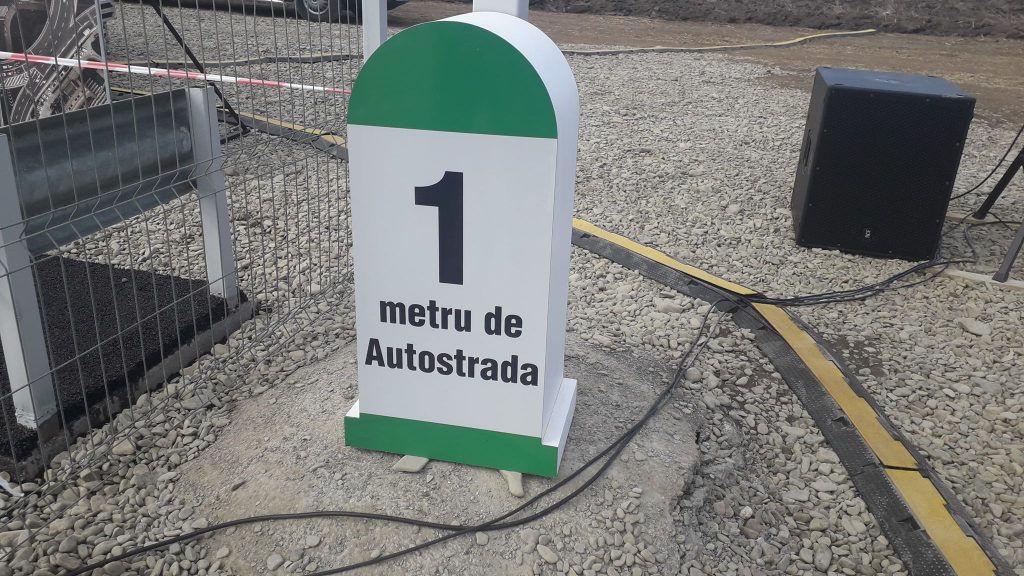 1
metru de
Autostrada